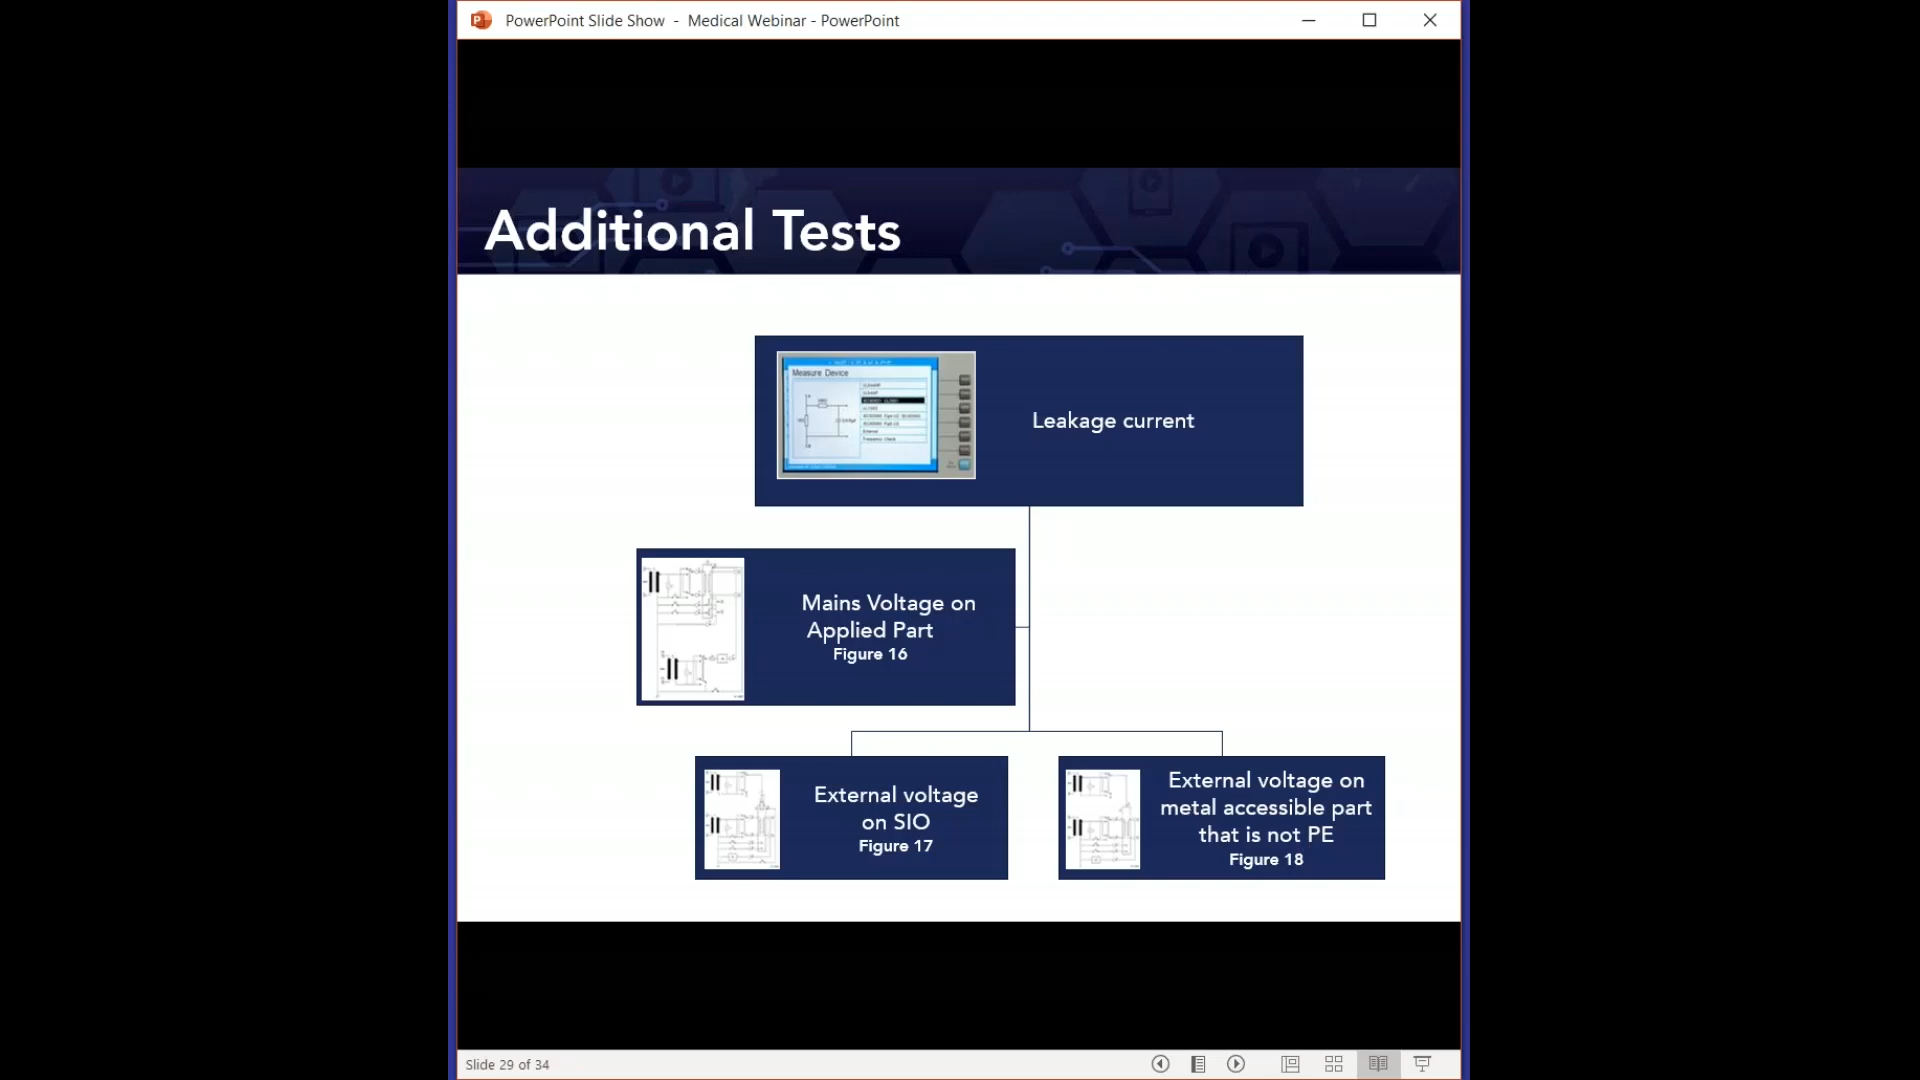 PowerPoint Slide Show - Medical Webinar - PowerPoint
Additional Tests
Measure Device
Leakage current
Mains Voltage on
Applied Part
Figure 16
External voltage
on SIO
Figure 17
External voltage on
metal accessible part
that is not PE
Figure 18
Slide 29 of 34